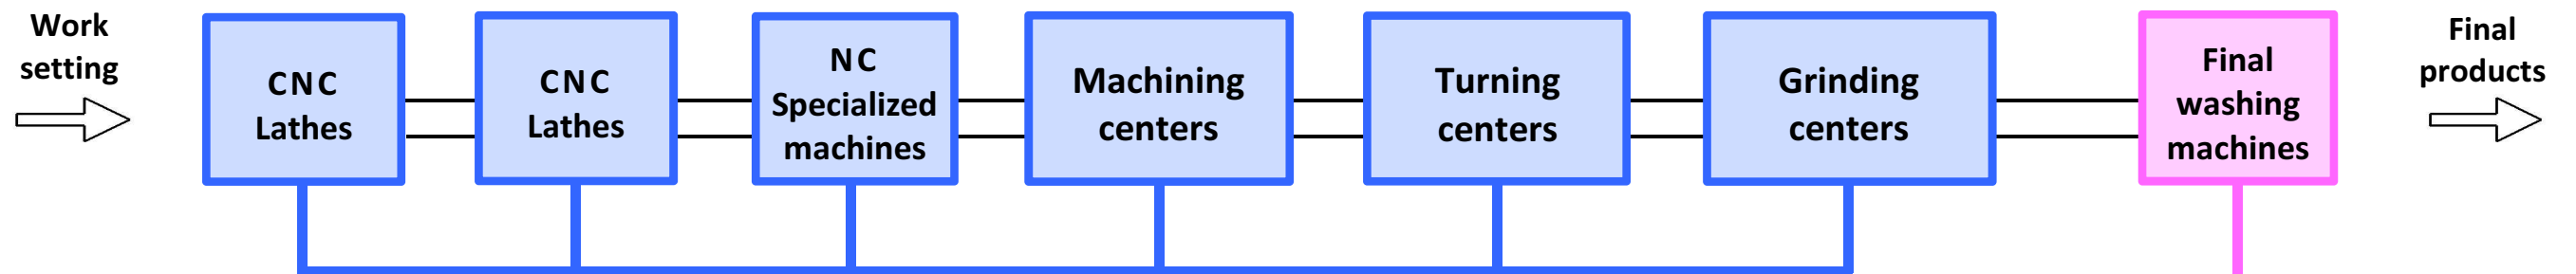 Work
setting
CNC
Lathes
CNC
Lathes
NC
Specialized
machines
Machining
centers
Turning
centers
Grinding
centers
Final
washing
machines
Final
products